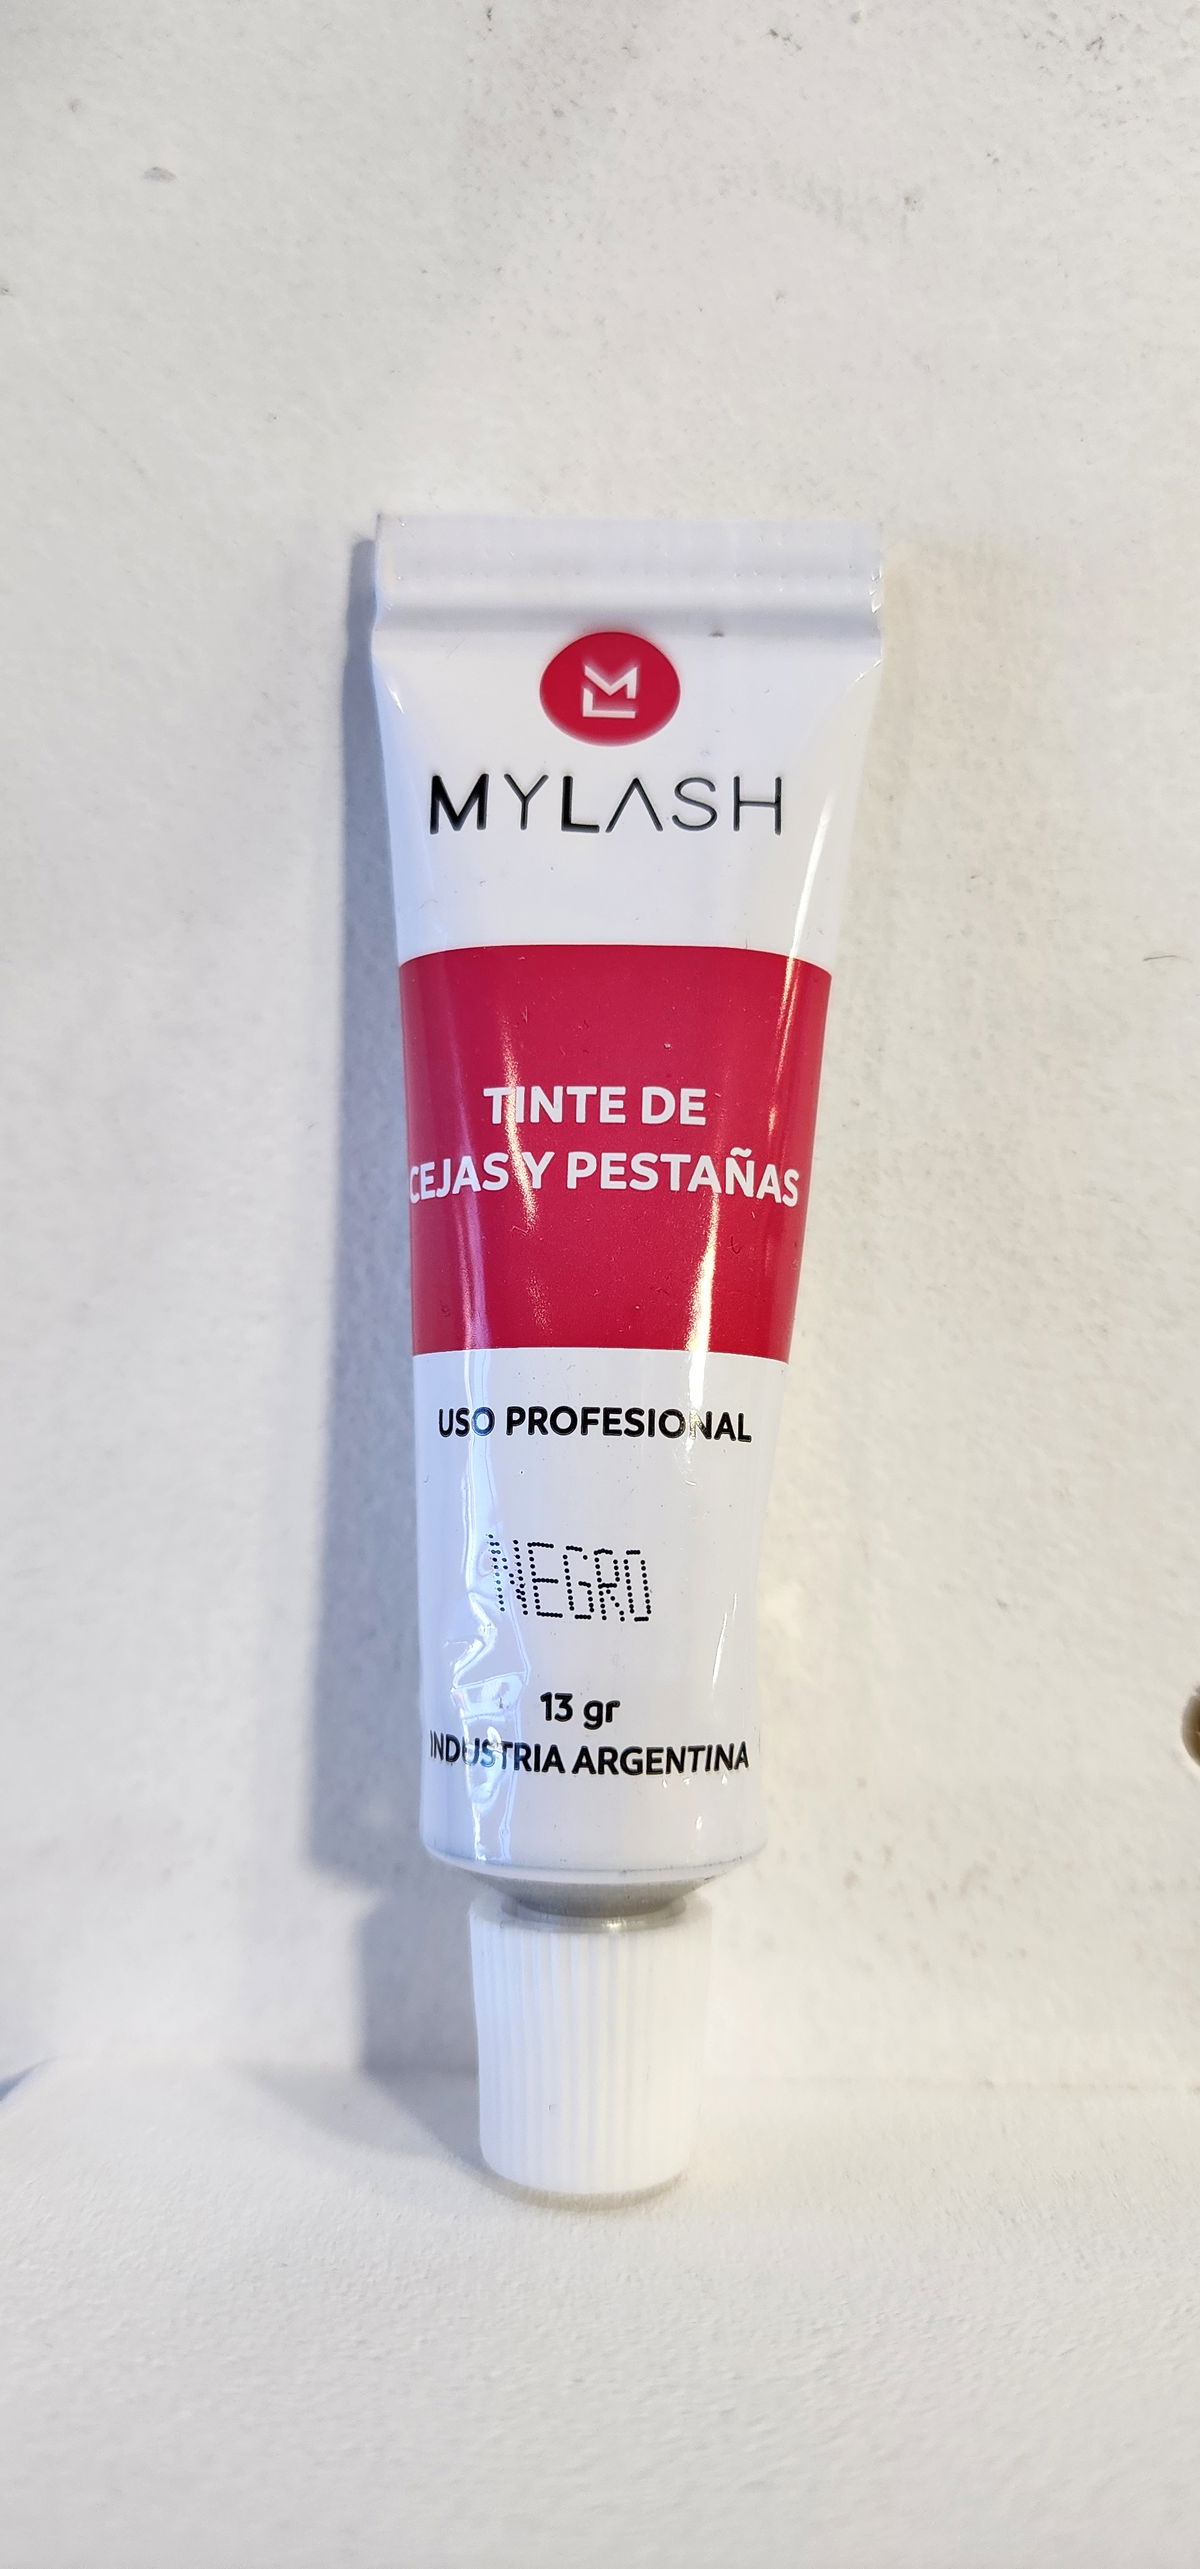 MYLASH
TINTE DE
CEJAS Y PESTAÑAS
USO PROFESIONAL
NEGRO
13 gr
INDUSTRIA ARGENTINA